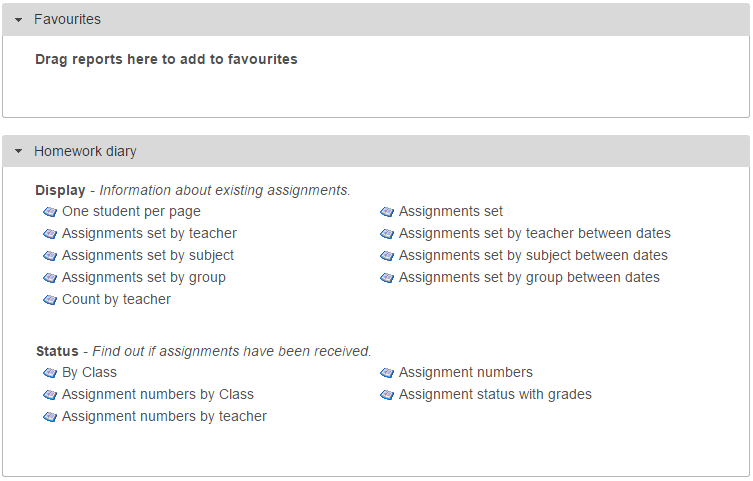 Favourites
Drag reports here to add to favourites
Homework diary
Display - Information about existing assignments.
One student per page
Assignments set
Assignments set by teacher
Assignments set by teacher between dates
Assignments set by subject
Assignments set by subject between dates
Assignments set by group
Assignments set by group between dates
Count by teacher
Status - Find out if assignments have been received.
By Class
Assignment numbers
Assignment numbers by Class
Assignment status with grades
Assignment numbers by teacher